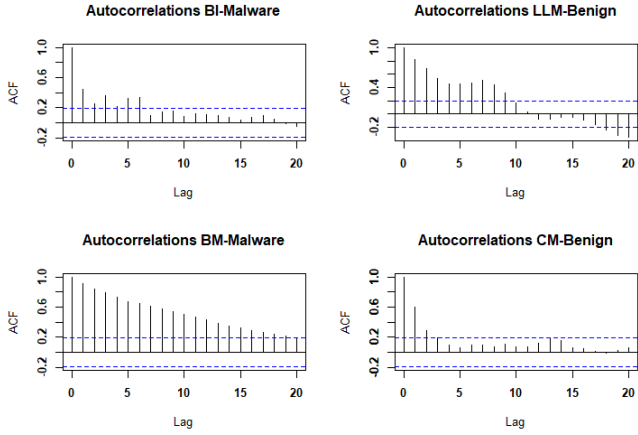 Autocorrelations BI-Malware
ACF
1.0
0.6
0.2
-0.2
0
5
10
15
20
Lag
Autocorrelations LLM-Benign
ACF
1.0
0.4
-0.2
0
5
10
15
20
Lag
Autocorrelations BM-Malware
ACF
1.0
0.6
0.2
-0.2
0
5
10
15
20
Lag
Autocorrelations CM-Benign
ACF
1.0
0.6
0.2
-0.2
0
5
10
15
20
Lag